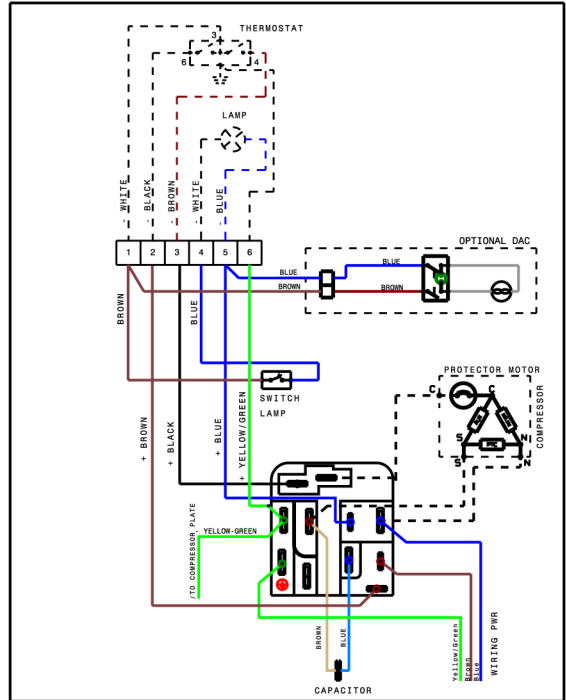 THERMOSTAT
3
6
4
LAMP
- WHITE
- BLACK
- BROWN
- WHITE
- BLUE
1 2 3 4 5 6
OPTIONAL DAC
BLUE
BLUE
BROWN
BROWN
BROWN
BLUE
SWITCH
LAMP
PROTECTOR MOTOR
C
C
S
N
S
N
PTC
COMPRESSOR
+ BROWN
+ BLACK
+ BLUE
+ YELLOW/GREEN
- YELLOW-GREEN
/TO COMPRESSOR PLATE
BROWN
BLUE
CAPACITOR
Yellow/Green
Brown
Blue
WIRING PWR